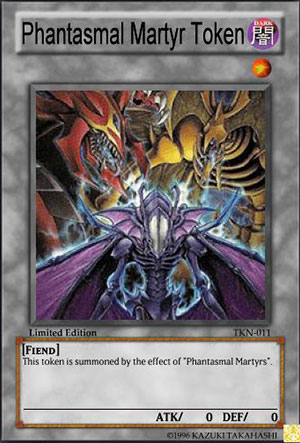 Phantasmal Martyr Token
DARK
闇
Limited Edition TKN-011
[FIEND]
This token is summoned by the effect of "Phantasmal Martyrs".
ATK/ 0 DEF/ 0
©1996 KAZUKI TAKAHASHI